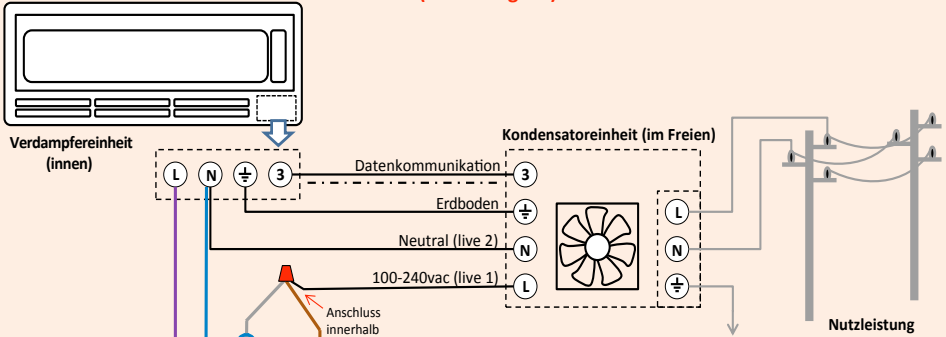 Verdampfereinheit
(innen)
L N 3
Datenkommunikation
Erdboden
Neutral (live 2)
100-240vac (live 1)
Anschluss
innerhalb
Kondensatoreinheit (im Freien)
3
N
L
L
N
Nutzleistung